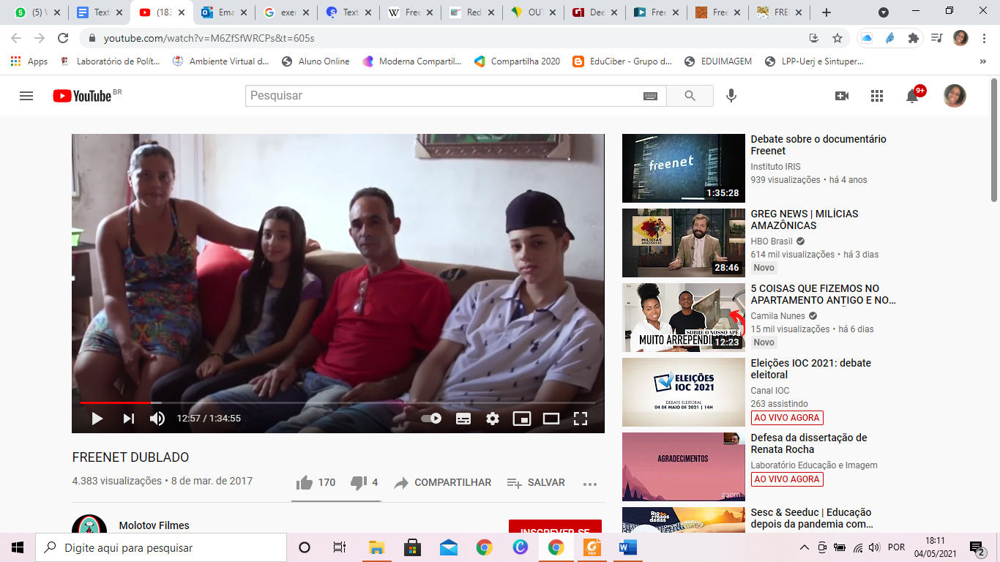 (5) V
Text
(183
Ema
exer
Text
Free
Red
OUT
Dee
Free
Free
FRE
youtube.com/watch?v=M6ZfSfWRCPs&t=605s
Apps
Laboratório de Polít...
Ambiente Virtual d...
Aluno Online
Moderna Compartil...
Compartilha 2020
EduCiber - Grupo d...
EDUIMAGEM
LPP-Uerj e Sintuper...
»
YouTube BR
Pesquisar
9+
12:57 / 1:34:55
FREENET DUBLADO
4.383 visualizações • 8 de mar. de 2017
170
4
COMPARTILHAR
SALVAR
Molotov Filmes
INSCREVER-SE
freenet
1:35:28
Debate sobre o documentário
Freenet
Instituto IRIS
939 visualizações • há 4 anos
MILÍCIAS
AMAZÔNICAS
28:46
GREG NEWS | MILÍCIAS
AMAZÔNICAS
HBO Brasil
614 mil visualizações • há 3 dias
Novo
SOBRE O NOSSO APÊ
MUITO ARREPENDIMENTO
12:23
5 COISAS QUE FIZEMOS NO
APARTAMENTO ANTIGO E NO...
Camila Nunes
15 mil visualizações • há 6 dias
Novo
ELEIÇÕES
IOC 2021
DEBATE ELEITORAL
04 DE MAIO DE 2021 | 14H
Eleições IOC 2021: debate
eleitoral
Canal IOC
263 assistindo
AO VIVO AGORA
AGRADECIMENTOS
zoom
Defesa da dissertação de
Renata Rocha
Laboratório Educação e Imagem
AO VIVO AGORA
Rio
de mãos
dadas
Sesc & Seeduc | Educação
depois da pandemia com...
Digite aqui para pesquisar
POR
18:11
04/05/2021
2